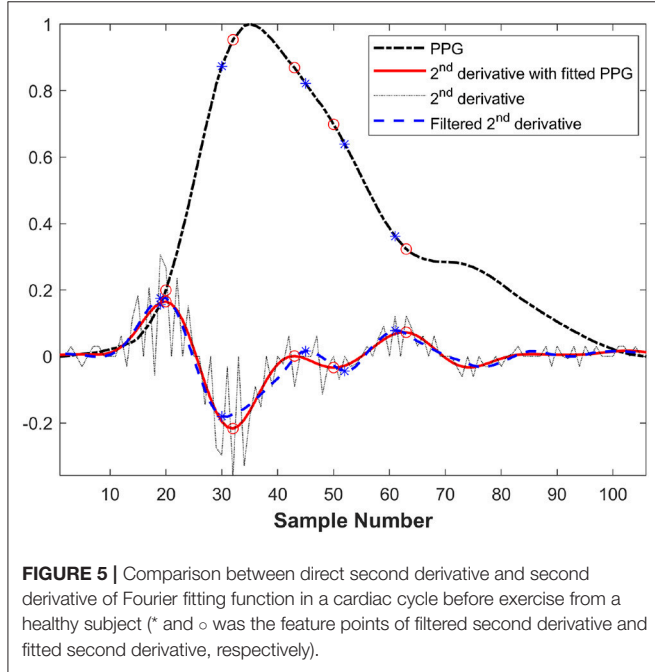 1
0.8
0.6
0.4
0.2
0
-0.2
PPG
2nd derivative with fitted PPG
2nd derivative
Filtered 2nd derivative
10 20 30 40 50 60 70 80 90 100
Sample Number
FIGURE 5 | Comparison between direct second derivative and second
derivative of Fourier fitting function in a cardiac cycle before exercise from a
healthy subject (* and ○ was the feature points of filtered second derivative and
fitted second derivative, respectively).